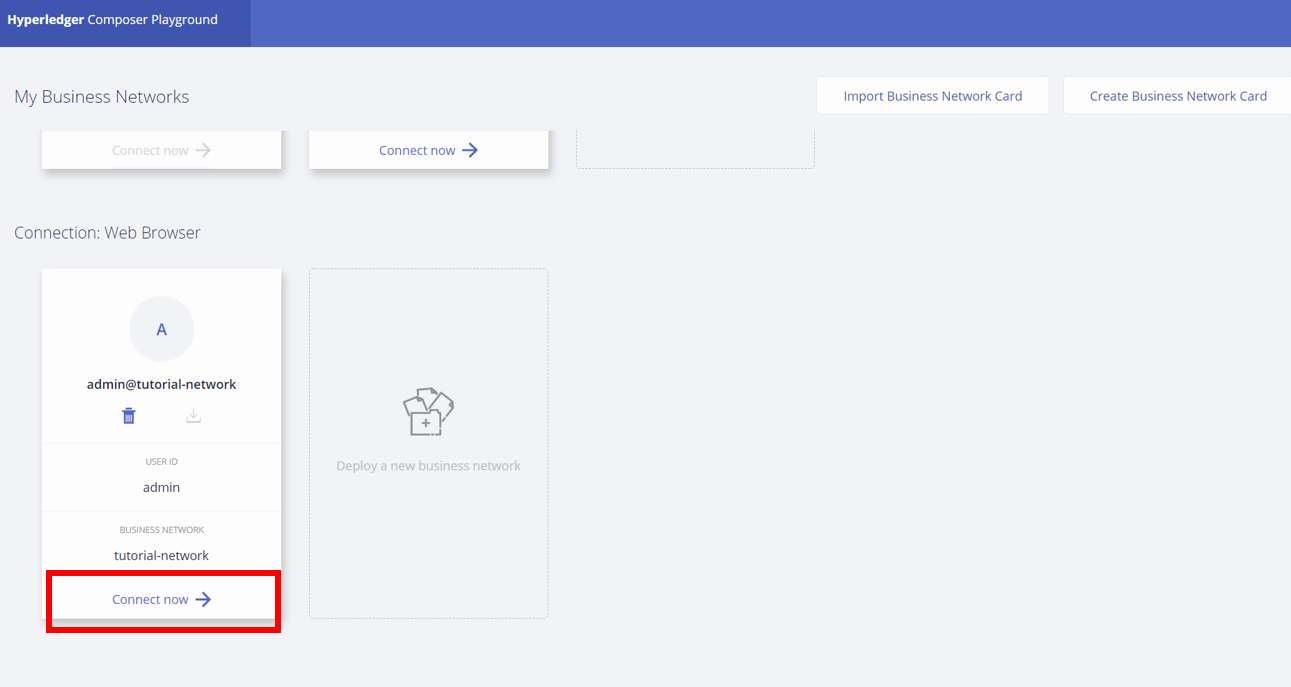 Hyperledger Composer Playground
My Business Networks
Import Business Network Card
Create Business Network Card
Connect now
Connect now
Connection: Web Browser
A
admin@tutorial-network
USER ID
admin
BUSINESS NETWORK
tutorial-network
Connect now
Deploy a new business network